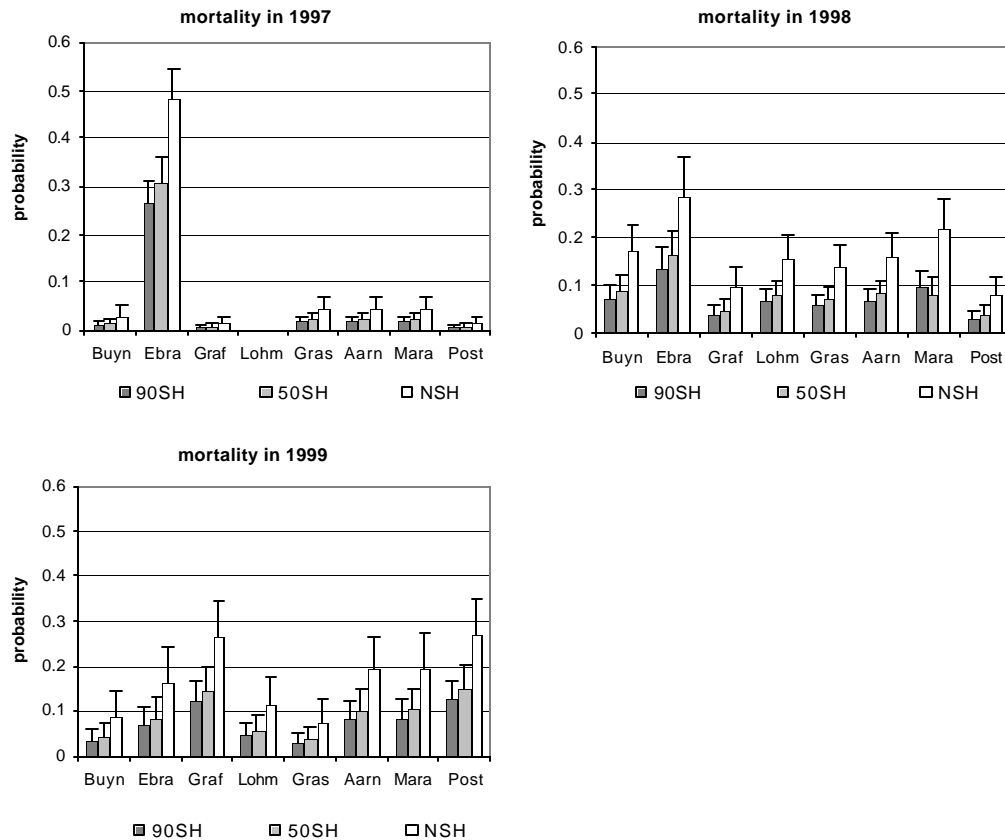 mortality in 1997
probability
0.6
0.5
0.4
0.3
0.2
0.1
0
Buyn Ebra Graf Lohm Gras Aarn Mara Post
90SH 50SH NSH
mortality in 1998
probability
0.6
0.5
0.4
0.3
0.2
0.1
0
Buyn Ebra Graf Lohm Gras Aarn Mara Post
90SH 50SH NSH
mortality in 1999
probability
0.6
0.5
0.4
0.3
0.2
0.1
0
Buyn Ebra Graf Lohm Gras Aarn Mara Post
90SH 50SH NSH